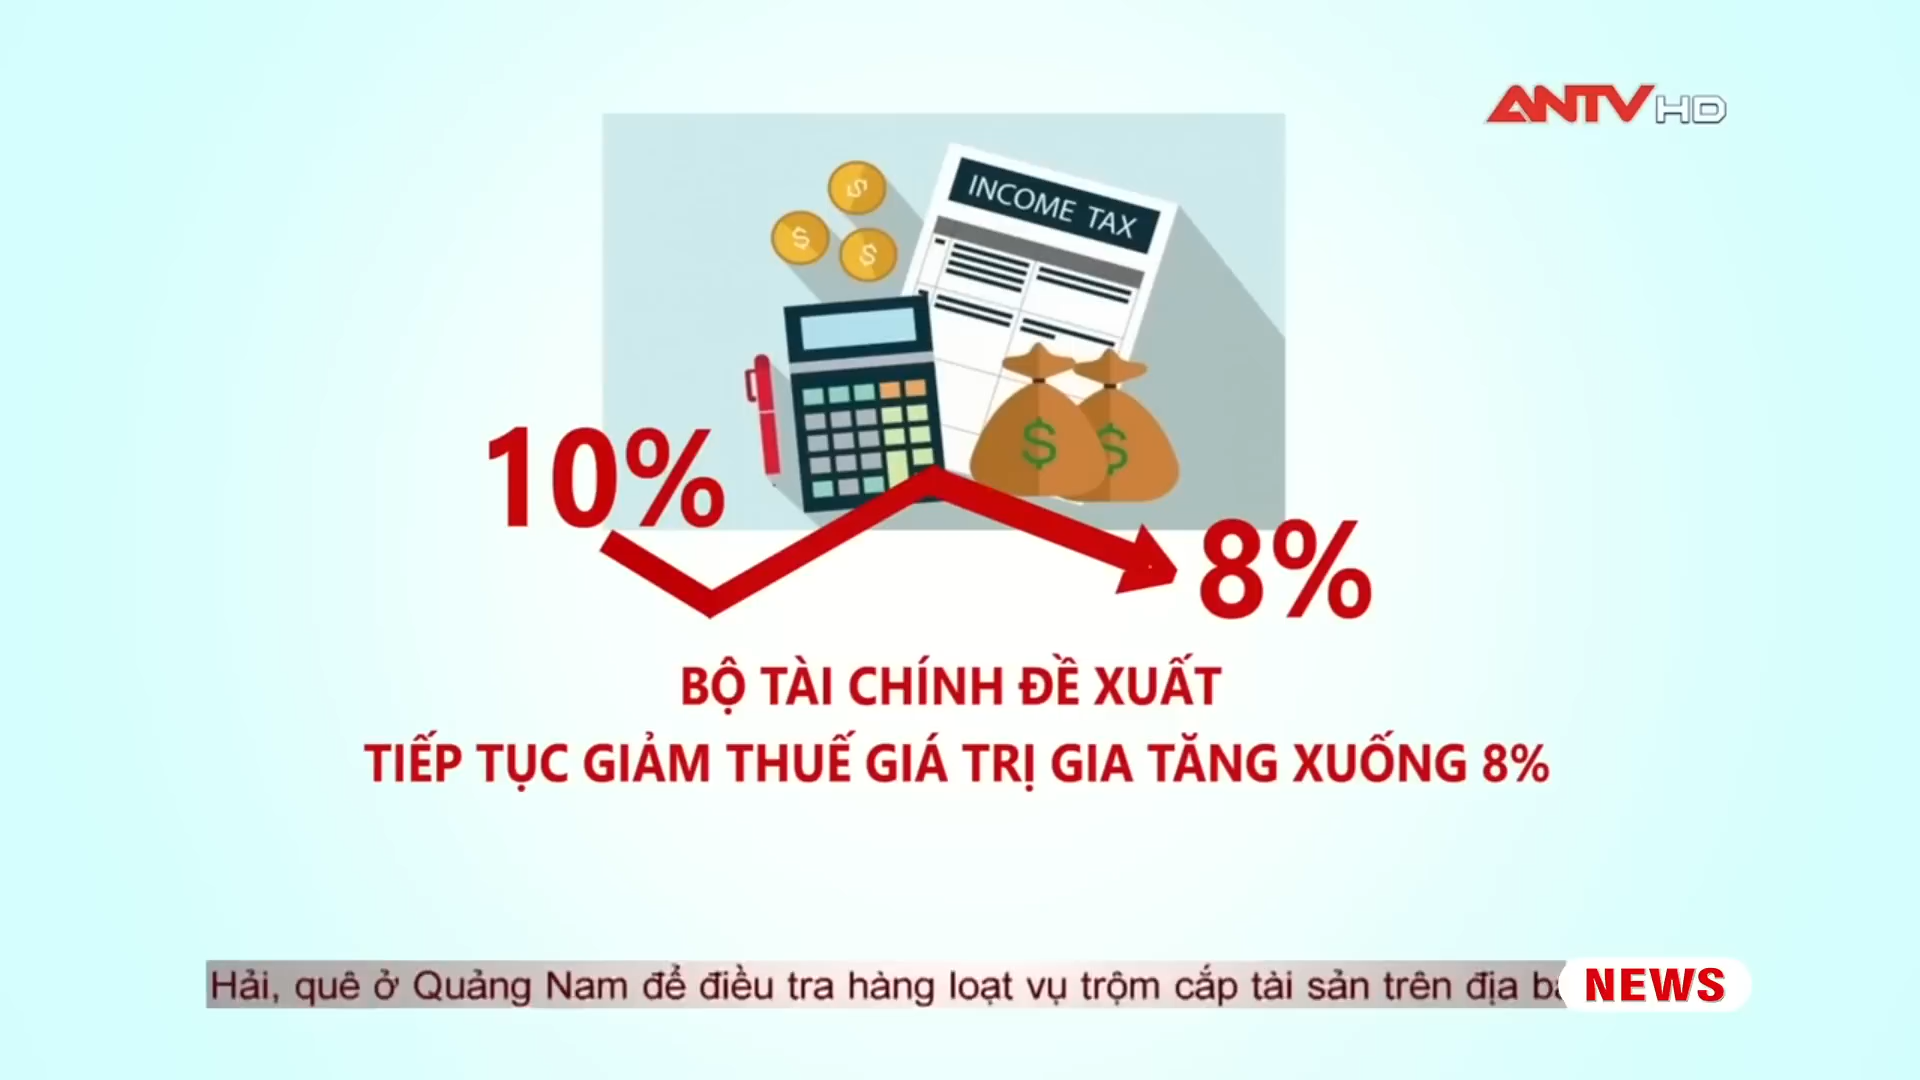 ANTV HD
INCOME TAX
10%
8%
BỘ TÀI CHÍNH ĐỀ XUẤT
TIẾP TỤC GIẢM THUẾ GIÁ TRỊ GIA TĂNG XUỐNG 8%
Hải, quê ở Quảng Nam để điều tra hàng loạt vụ trộm cắp tài sản trên địa
NEWS